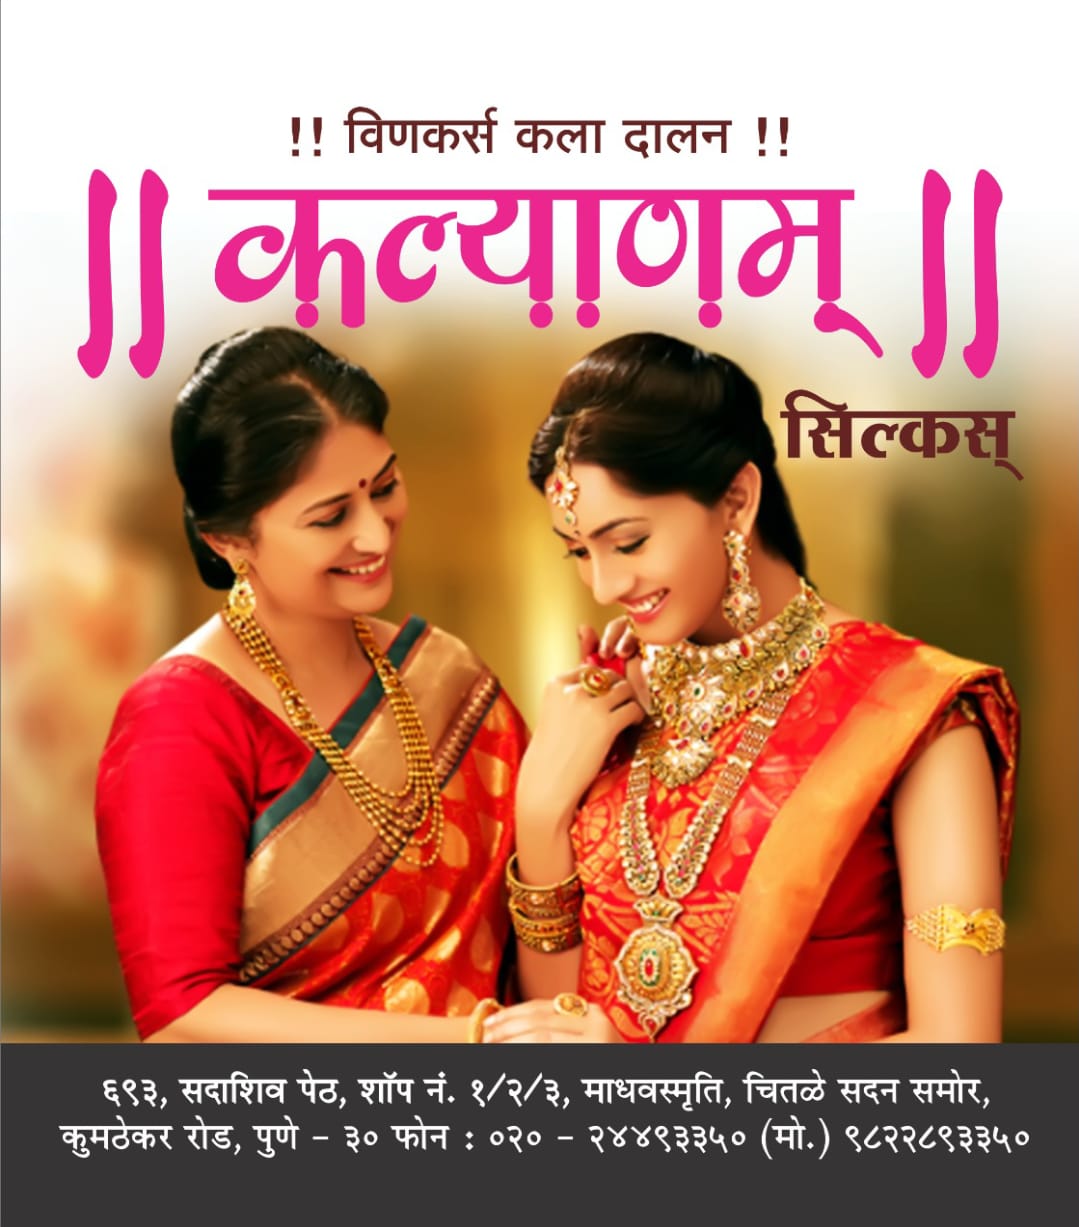 !! विणकर्स कला दालन !!
|| कल्याणम् ||
सिल्कस्
६९३, सदाशिव पेठ, शॉप नं. १/२/३, माधवस्मृति, चितळे सदन समोर,
कुमठेकर रोड, पुणे - ३० फोन : ०२० - २४४९३३५० (मो.) ९८२२८९३३५०